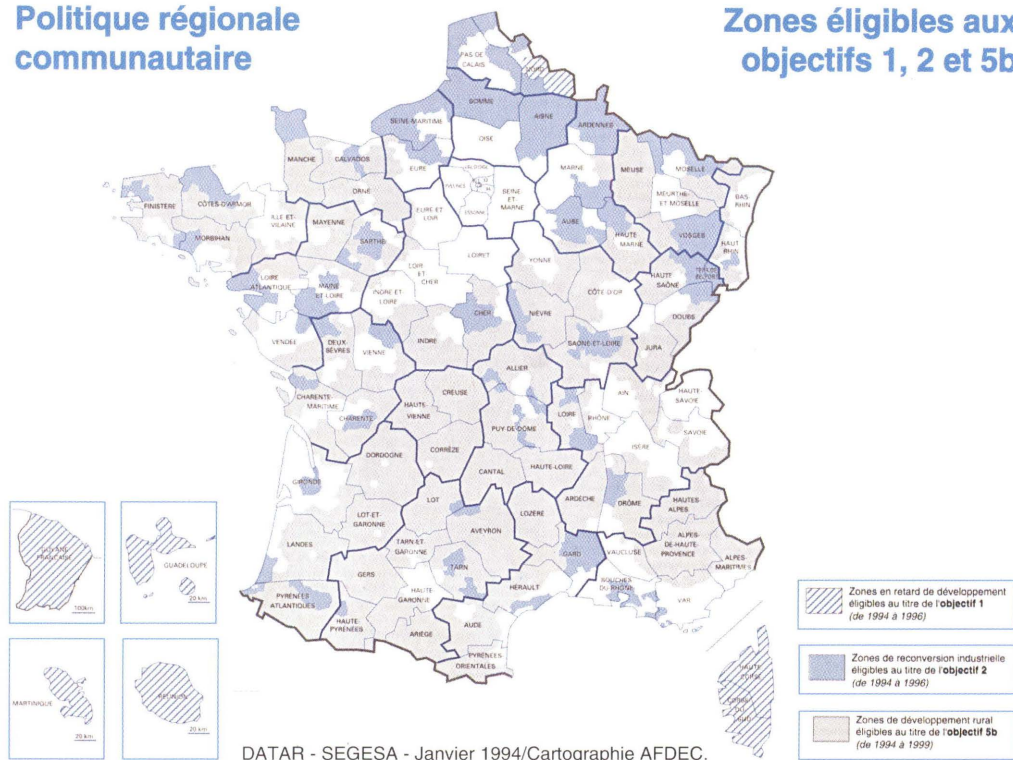 Politique régionale
communautaire
Zones éligibles aux
objectifs 1, 2 et 5b
PAS DE
CALAIS
NORD
SOMME
SEINE-MARITIME
AISNE
ARDENNES
OISE
MANCHE
CALVADOS
EURE
MARNE
MEUSE
MOSELLE
ORNE
SEINE
ET
MARNE
MEURTHE-
ET MOSELLE
BAS
RHIN
FINISTERE
CÔTES-D'ARMOR
ILLE ET-
VILAINE
MAYENNE
EURE ET
LOIR
ESSONNE
AUBE
HAUTE
MARNE
VOSGES
HAUT
RHIN
MORBIHAN
SARTHE
LOIRET
YONNE
LOIR
ET
CHER
HAUTE
SAÔNE
LOIRE
ATLANTIQUE
MAINE
ET LOIRE
INDRE ET-
LOIRE
CÔTE D'OR
CHER
NIÈVRE
DOUBS
VENDÉE
DEUX-
SÈVRES
VIENNE
INDRE
SAÔNE-ET-LOIRE
JURA
ALLIER
CHARENTE-
MARITIME
CHARENTE
HAUTE-
VIENNE
CREUSE
PUY-DE-DÔME
LOIRE
RHÔNE
AIN
HAUTE-
SAVOIE
SAVOIE
ISÈRE
CORRÈZE
DORDOGNE
CANTAL
HAUTE-LOIRE
GIRONDE
LOT
ARDÈCHE
DRÔME
HAUTES-
ALPES
LOT-ET-
GARONNE
AVEYRON
LOZÈRE
LANDES
TARN-ET-
GARONNE
TARN
GARD
VAUCLUSE
ALPES-
DE-HAUTE-
PROVENCE
ALPES-
MARITIMES
GERS
HAUTE
GARONNE
HÉRAULT
BOUCHES
DU RHÔNE
VAR
PYRÉNÉES
ATLANTIQUES
HAUTE-
PYRÉNÉES
ARIÈGE
AUDE
PYRÉNÉES-
ORIENTALES
HAUTE
CORSE
CORSE
DU
SUD
GUYANE
FRANÇAISE
100km
GUADELOUPE
20 km
MARTINIQUE
20 km
RÉUNION
20 km
Zones en retard de développement
éligibles au titre de l'objectif 1
(de 1994 à 1996)
Zones de reconversion industrielle
éligibles au titre de l'objectif 2
(de 1994 à 1996)
Zones de développement rural
éligibles au titre de l'objectif 5b
(de 1994 à 1999)
DATAR - SEGESA - Janvier 1994/Cartographie AFDEC.